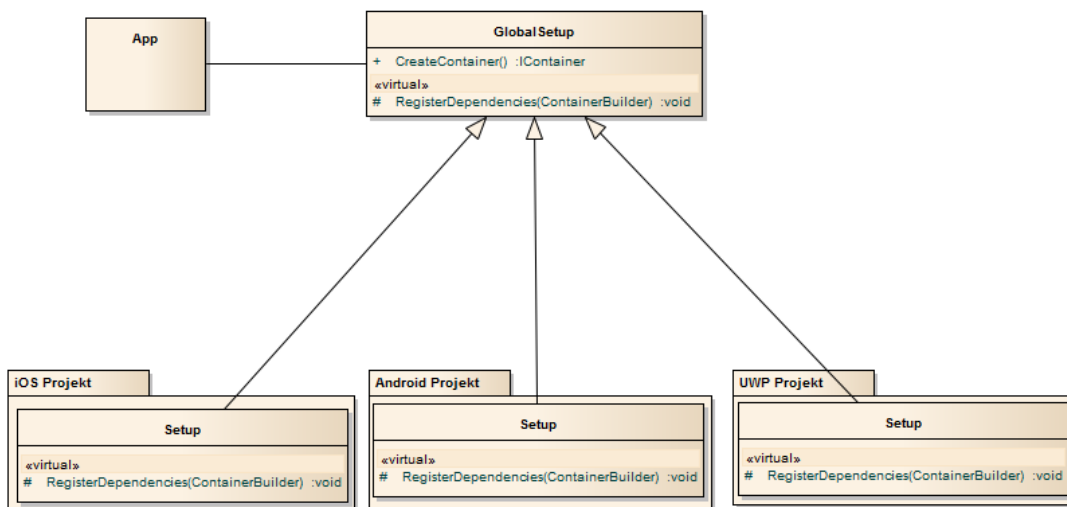 App
GlobalSetup
+ CreateContainer() :IContainer
«virtual»
# RegisterDependencies(ContainerBuilder) :void
iOS Projekt
Setup
«virtual»
# RegisterDependencies(ContainerBuilder) :void
Android Projekt
Setup
«virtual»
# RegisterDependencies(ContainerBuilder) :void
UWP Projekt
Setup
«virtual»
# RegisterDependencies(ContainerBuilder) :void